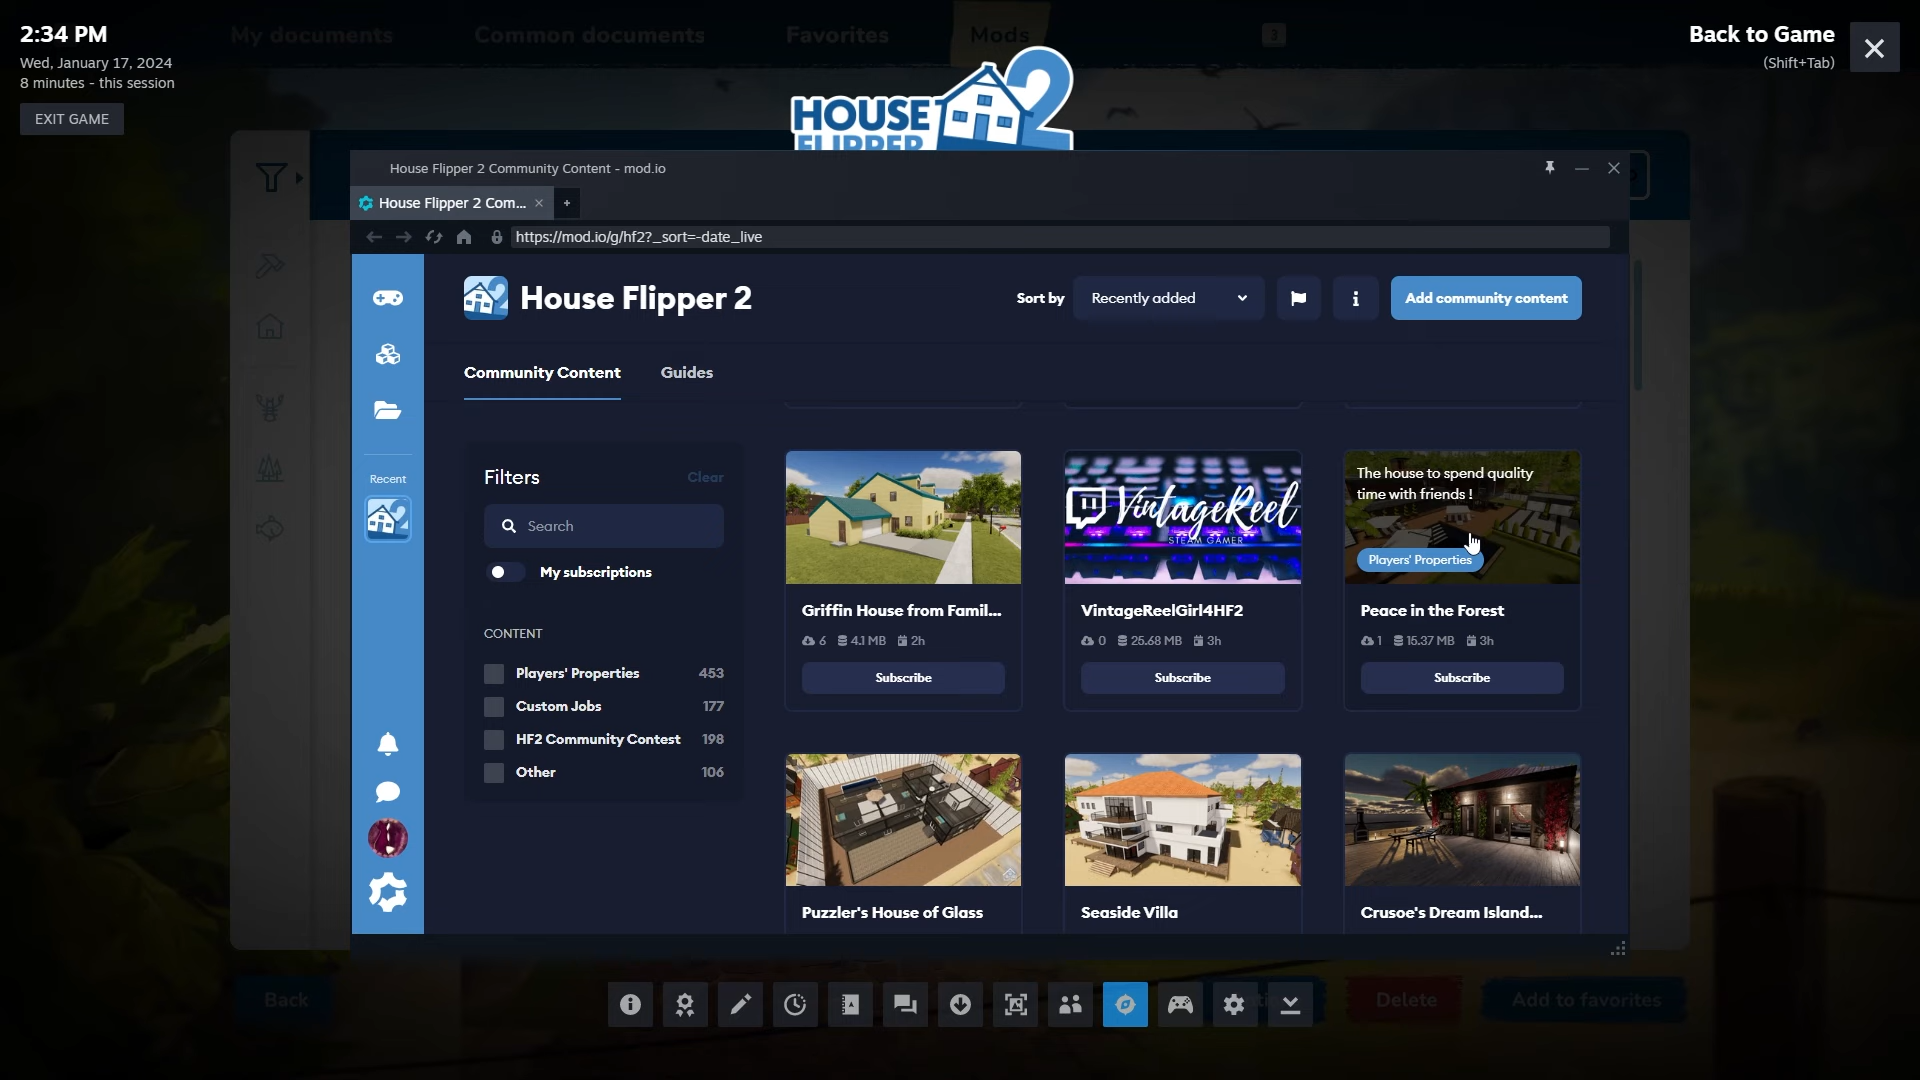 2:34 PM
Wed, January 17, 2024
8 minutes - this session
EXIT GAME
My documents
Common documents
Favorites
Mods
3
Back to Game
(Shift+Tab)
HOUSE 2
FLIPPER
House Flipper 2 Community Content - mod.io
House Flipper 2 Com...
https://mod.io/g/hf2?_sort=-date_live
House Flipper 2
Sort by
Recently added
Add community content
Community Content
Guides
Recent
Filters
Clear
Search
My subscriptions
CONTENT
Players' Properties 453
Custom Jobs 177
HF2 Community Contest 198
Other 106
Griffin House from Famil...
6 4.1 MB 2h
Subscribe
VintageReel
STEAM GAMER
VintageReelGirl4HF2
0 25.68 MB 3h
Subscribe
The house to spend quality
time with friends !
Players' Properties
Peace in the Forest
1 15.37 MB 3h
Subscribe
Puzzler's House of Glass
Seaside Villa
Crusoe's Dream Island...
Back
Delete
Add to favorites